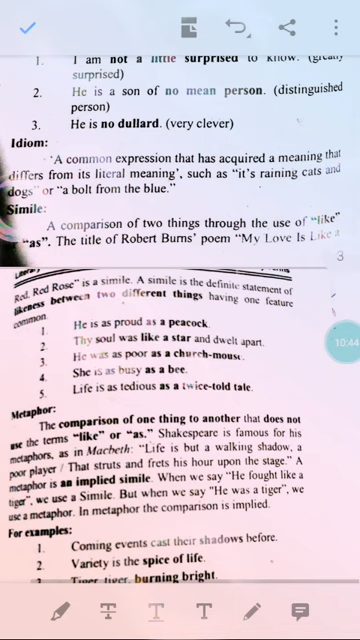 1. I am not a little surprised to know. (greatly
surprised)
2. He is a son of no mean person. (distinguished
person)
3. He is no dullard. (very clever)
Idiom:
'A common expression that has acquired a meaning that
differs from its literal meaning', such as "it's raining cats and
dogs" or "a bolt from the blue."
Simile:
A comparison of two things through the use of "like"
"as". The title of Robert Burns' poem "My Love Is Like a
3
Red, Red Rose" is a simile. A simile is the definite statement of
likeness between two different things having one feature
common.
10:44
1. He is as proud as a peacock.
2. Thy soul was like a star and dwelt apart.
3. He was as poor as a church-mouse.
4. She is as busy as a bee.
5. Life is as tedious as a twice-told tale.
Metaphor:
The comparison of one thing to another that does not
use the terms "like" or "as." Shakespeare is famous for his
metaphors, as in Macbeth: "Life is but a walking shadow, a
poor player / That struts and frets his hour upon the stage." A
metaphor is an implied simile. When we say "He fought like a
tiger", we use a Simile. But when we say "He was a tiger", we
use a metaphor. In metaphor the comparison is implied.
For examples:
1. Coming events cast their shadows before.
2. Variety is the spice of life.
3. Tiger, tiger, burning bright.